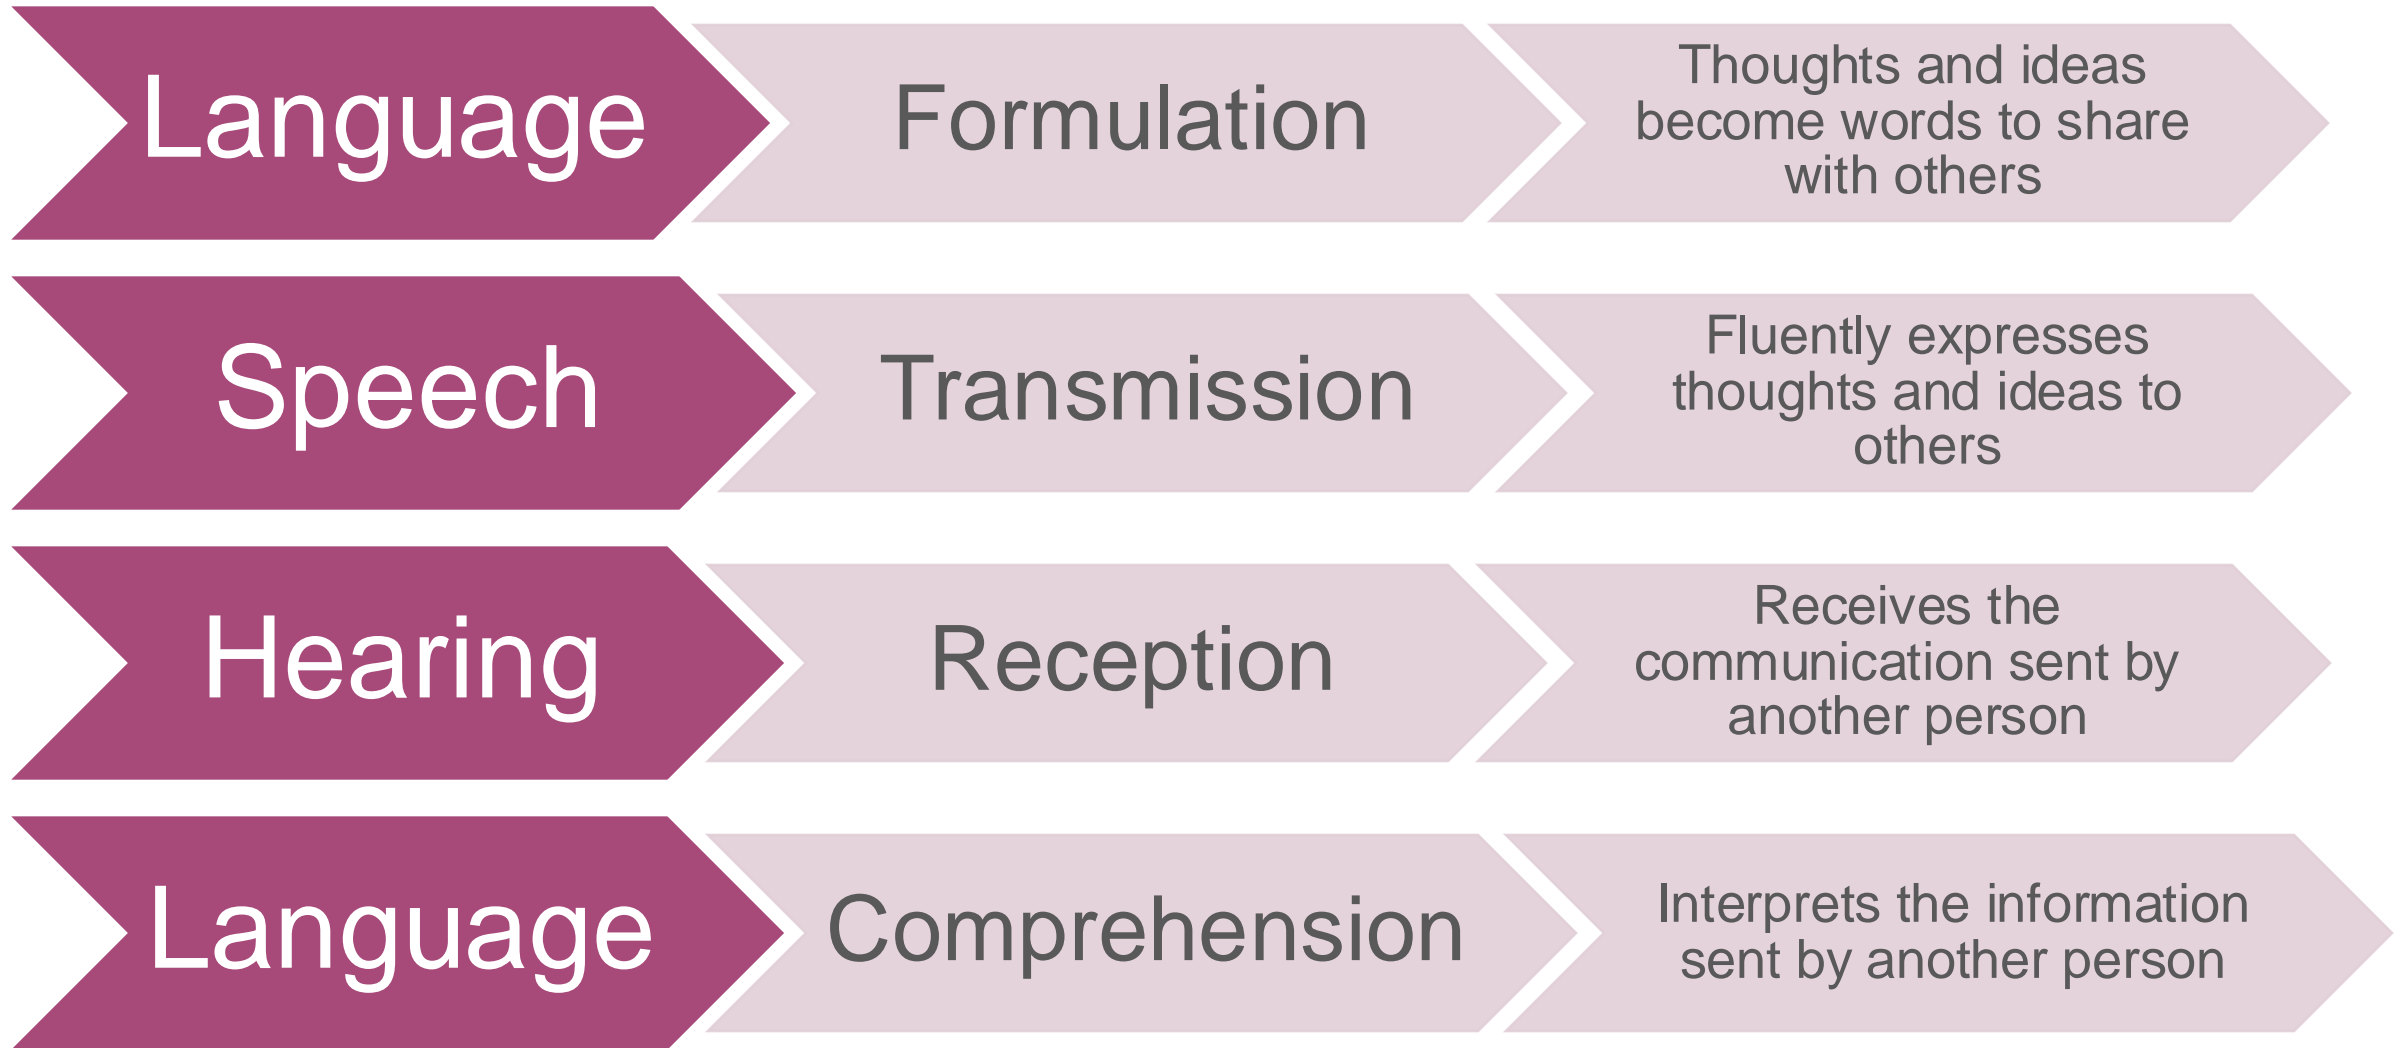 Language
Formulation
Thoughts and ideas
become words to share
with others
Speech
Transmission
Fluently expresses
thoughts and ideas to
others
Hearing
Reception
Receives the
communication sent by
another person
Language
Comprehension
Interprets the information
sent by another person